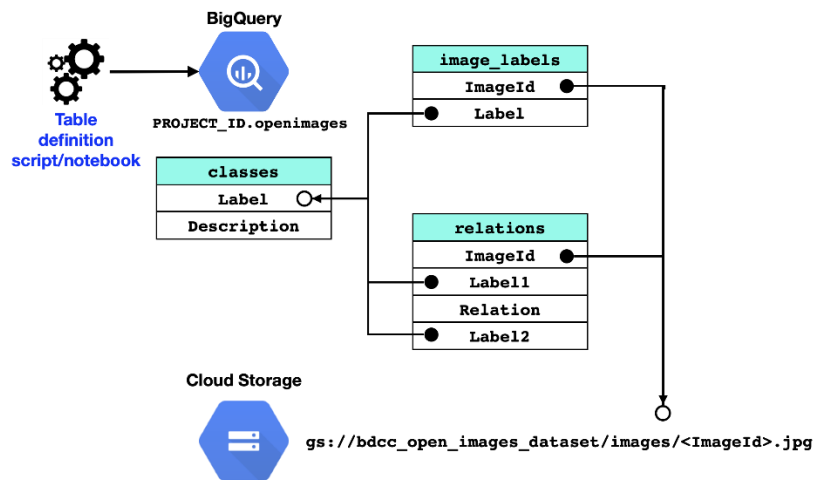 BigQuery
Table
definition
script/notebook
PROJECT_ID.openimages
classes
Label
Description
image_labels
ImageId
Label
relations
ImageId
Label1
Relation
Label2
Cloud Storage
gs://bdcc_open_images_dataset/images/<ImageId>.jpg